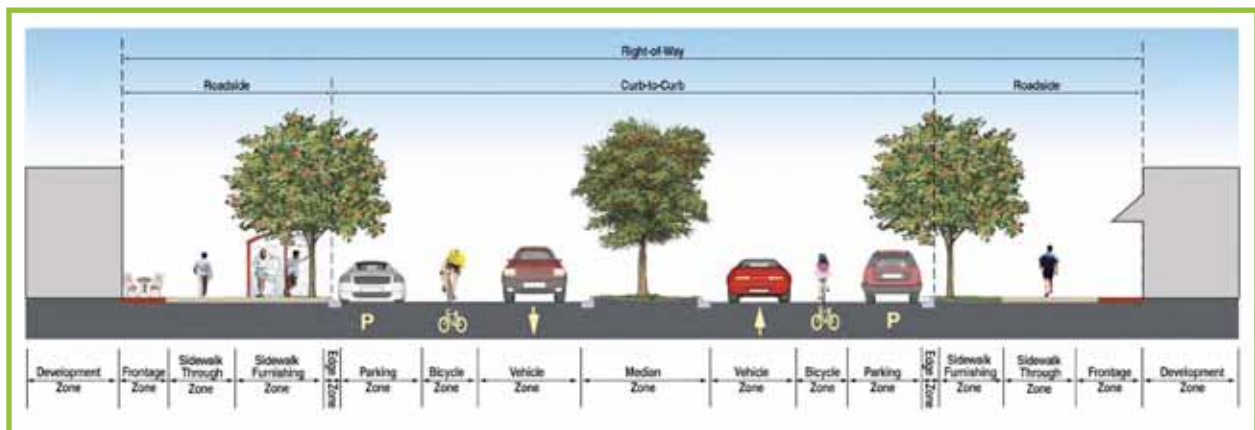 Right-of-Way
Roadside
Curb-to-Curb
Roadside
P
P
Development Zone
Frontage Zone
Sidewalk Through Zone
Sidewalk Furnishing Zone
Edge Zone
Parking Zone
Bicycle Zone
Vehicle Zone
Median Zone
Vehicle Zone
Bicycle Zone
Parking Zone
Edge Zone
Sidewalk Furnishing Zone
Sidewalk Through Zone
Frontage Zone
Development Zone